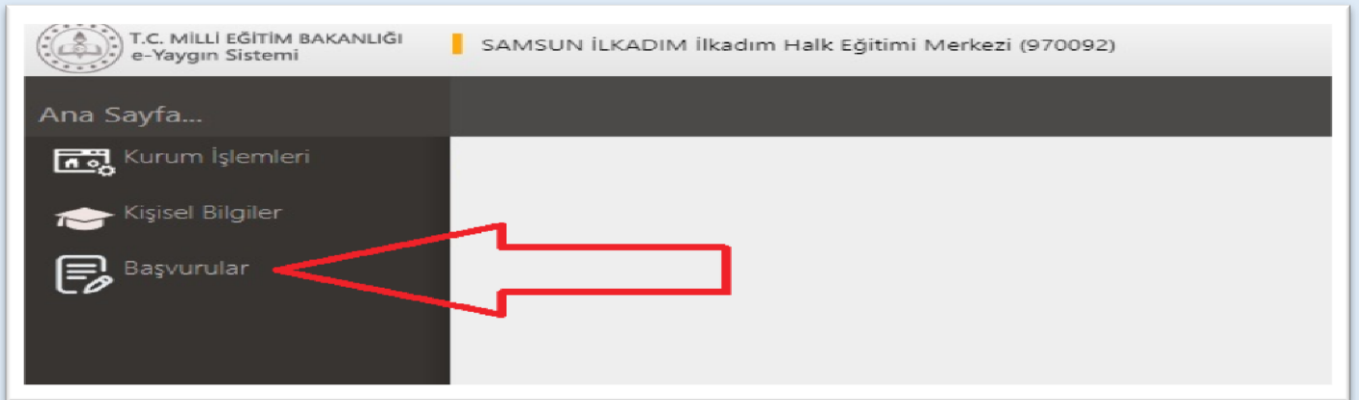 T.C. MİLLİ EĞİTİM BAKANLIĞI
e-Yaygın Sistemi
SAMSUN İLKADIM İlkadım Halk Eğitimi Merkezi (970092)
Ana Sayfa...
Kurum İşlemleri
Kişisel Bilgiler
Başvurular